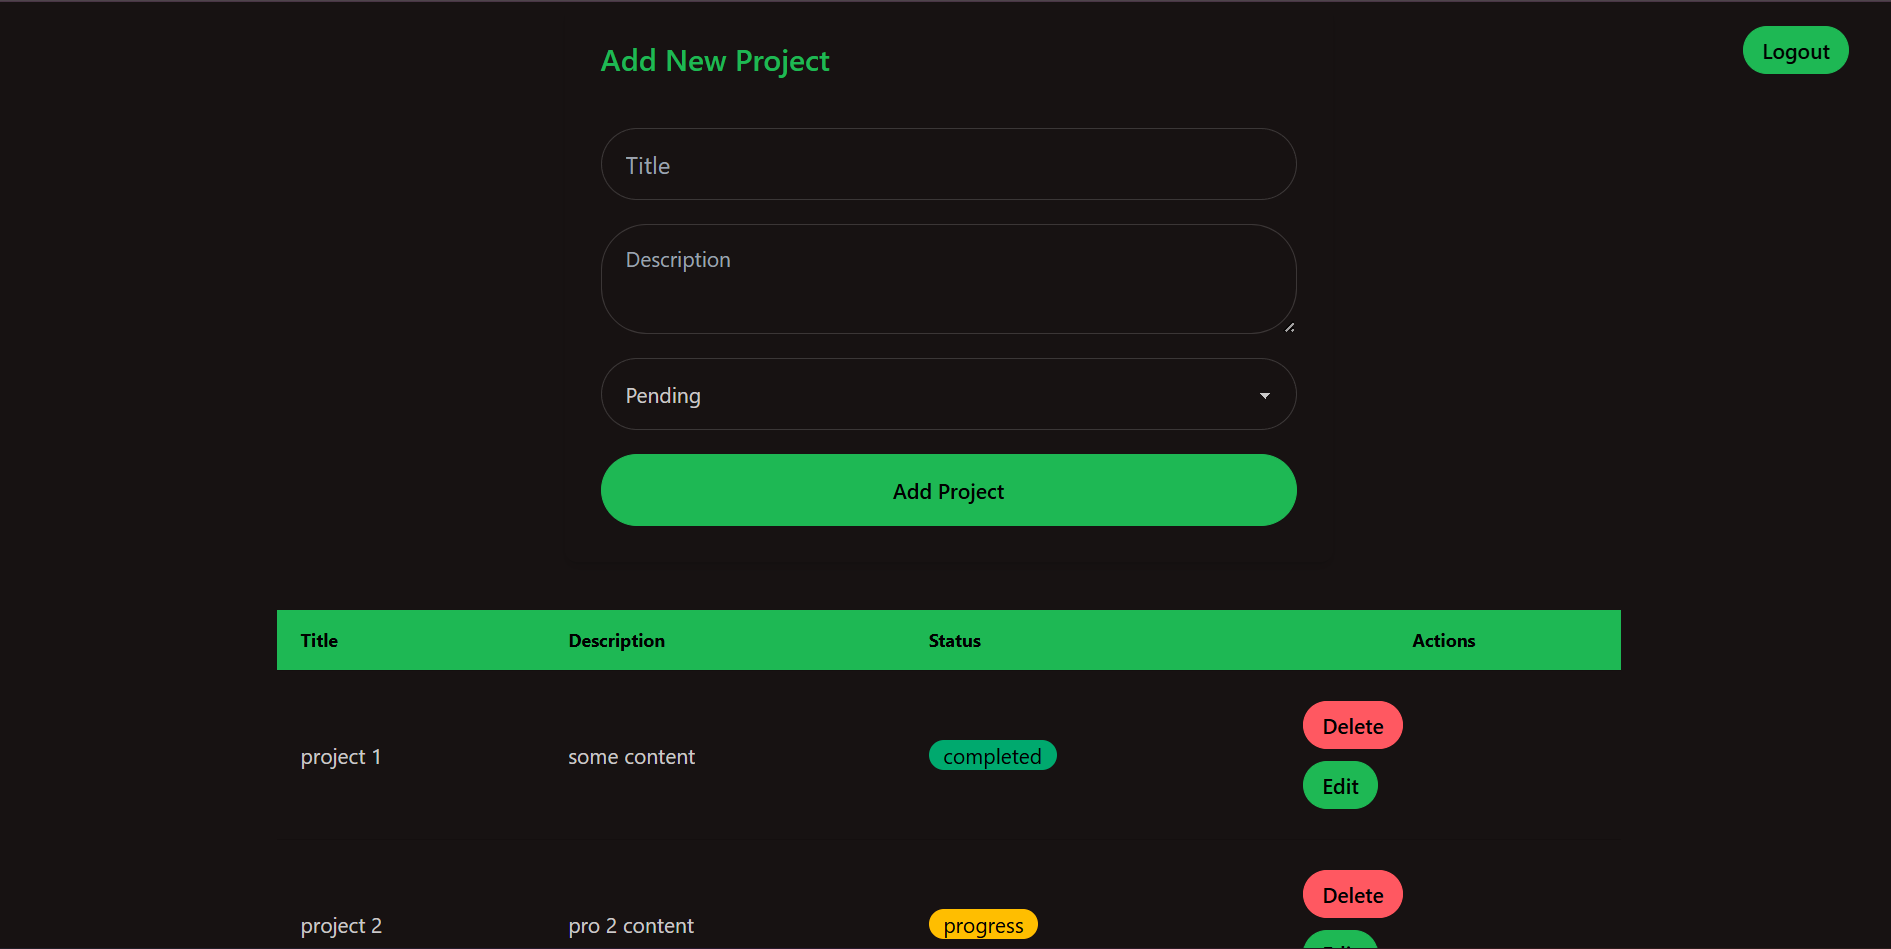 Add New Project
Logout
Title
Description
Pending
Add Project
Title Description Status Actions
project 1 some content completed Delete
Edit
project 2 pro 2 content progress Delete